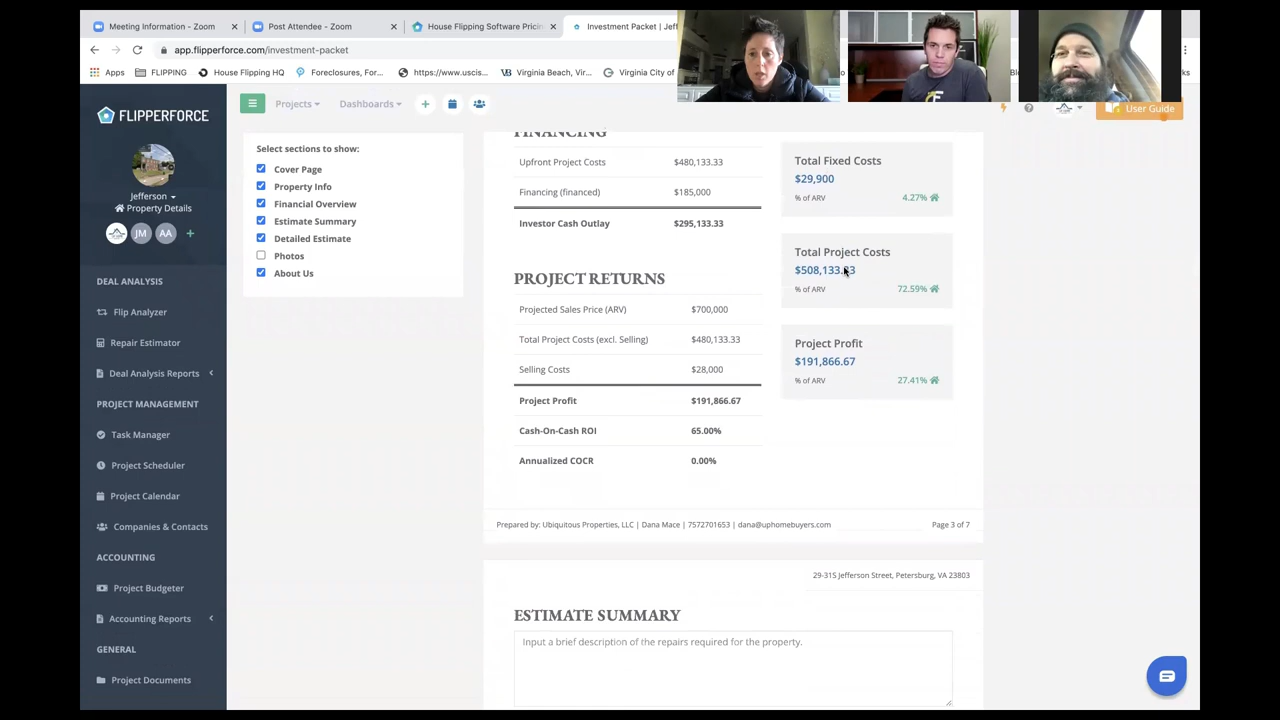 Meeting Information - Zoom
Post Attendee - Zoom
House Flipping Software Pricin
Investment Packet | Jeff
app.flipperforce.com/investment-packet
Apps
FLIPPING
House Flipping HQ
Foreclosures, For...
https://www.uscis...
Virginia Beach, Vir...
Virginia City of
FLIPPERFORCE
Projects
Dashboards
User Guide
Jefferson
Property Details
JM
AA
DEAL ANALYSIS
Flip Analyzer
Repair Estimator
Deal Analysis Reports
PROJECT MANAGEMENT
Task Manager
Project Scheduler
Project Calendar
Companies & Contacts
ACCOUNTING
Project Budgeter
Accounting Reports
GENERAL
Project Documents
Select sections to show:
Cover Page
Property Info
Financial Overview
Estimate Summary
Detailed Estimate
Photos
About Us
FINANCING
Upfront Project Costs $480,133.33
Financing (financed) $185,000
Investor Cash Outlay $295,133.33
PROJECT RETURNS
Projected Sales Price (ARV) $700,000
Total Project Costs (excl. Selling) $480,133.33
Selling Costs $28,000
Project Profit $191,866.67
Cash-On-Cash ROI 65.00%
Annualized COCR 0.00%
Total Fixed Costs
$29,900
% of ARV 4.27%
Total Project Costs
$508,133.33
% of ARV 72.59%
Project Profit
$191,866.67
% of ARV 27.41%
Prepared by: Ubiquitous Properties, LLC | Dana Mace | 7572701653 | dana@uphomebuyers.com
Page 3 of 7
29-31S Jefferson Street, Petersburg, VA 23803
ESTIMATE SUMMARY
Input a brief description of the repairs required for the property.